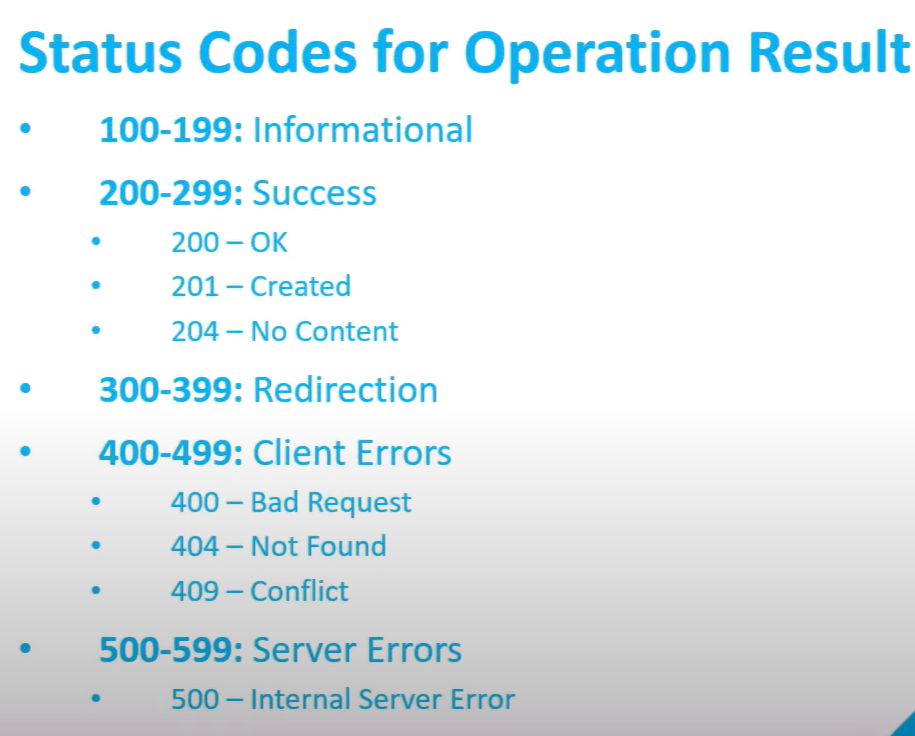 Status Codes for Operation Result
• 100-199: Informational
• 200-299: Success
• 200 – OK
• 201 – Created
• 204 – No Content
• 300-399: Redirection
• 400-499: Client Errors
• 400 – Bad Request
• 404 – Not Found
• 409 – Conflict
• 500-599: Server Errors
• 500 – Internal Server Error